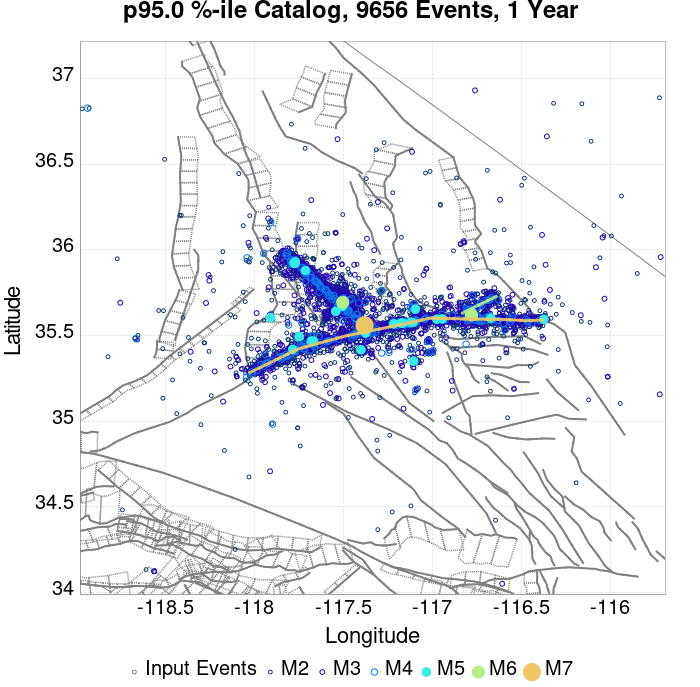 p95.0 %-ile Catalog, 9656 Events, 1 Year
37
36.5
36
35.5
35
34.5
34
Latitude
-118.5 -118 -117.5 -117 -116.5 -116
Longitude
Input Events M2 M3 M4 M5 M6 M7